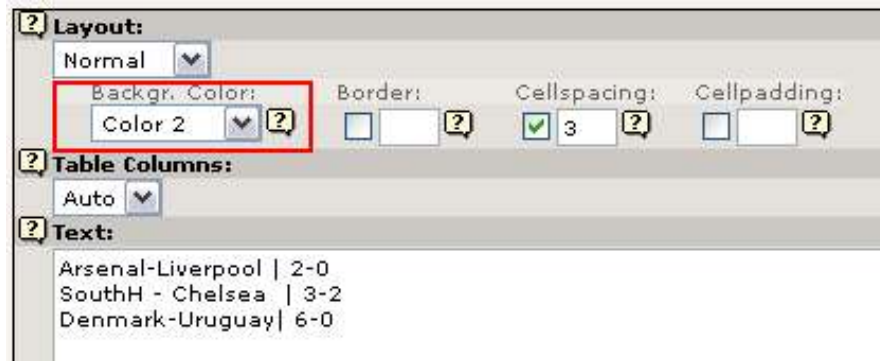 Layout:
Normal
Backgr. Color: Border: Cellspacing: Cellpadding:
Color 2 ? ? 3 ? ?
? Table Columns:
Auto
? Text:
Arsenal-Liverpool | 2-0
SouthH - Chelsea | 3-2
Denmark-Uruguay| 6-0